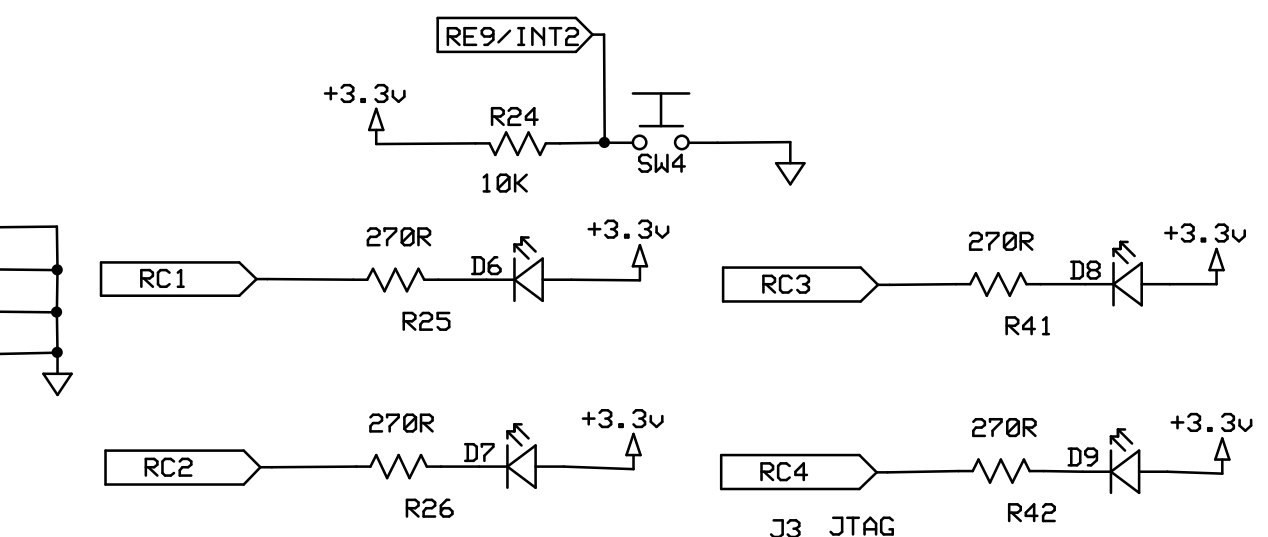 RE9/INT2
+3.3v
R24
SW4
10K
270R
+3.3v
D6
RC1
R25
270R
+3.3v
D8
RC3
R41
270R
+3.3v
D7
RC2
R26
270R
+3.3v
D9
RC4
R42
J3 JTAG